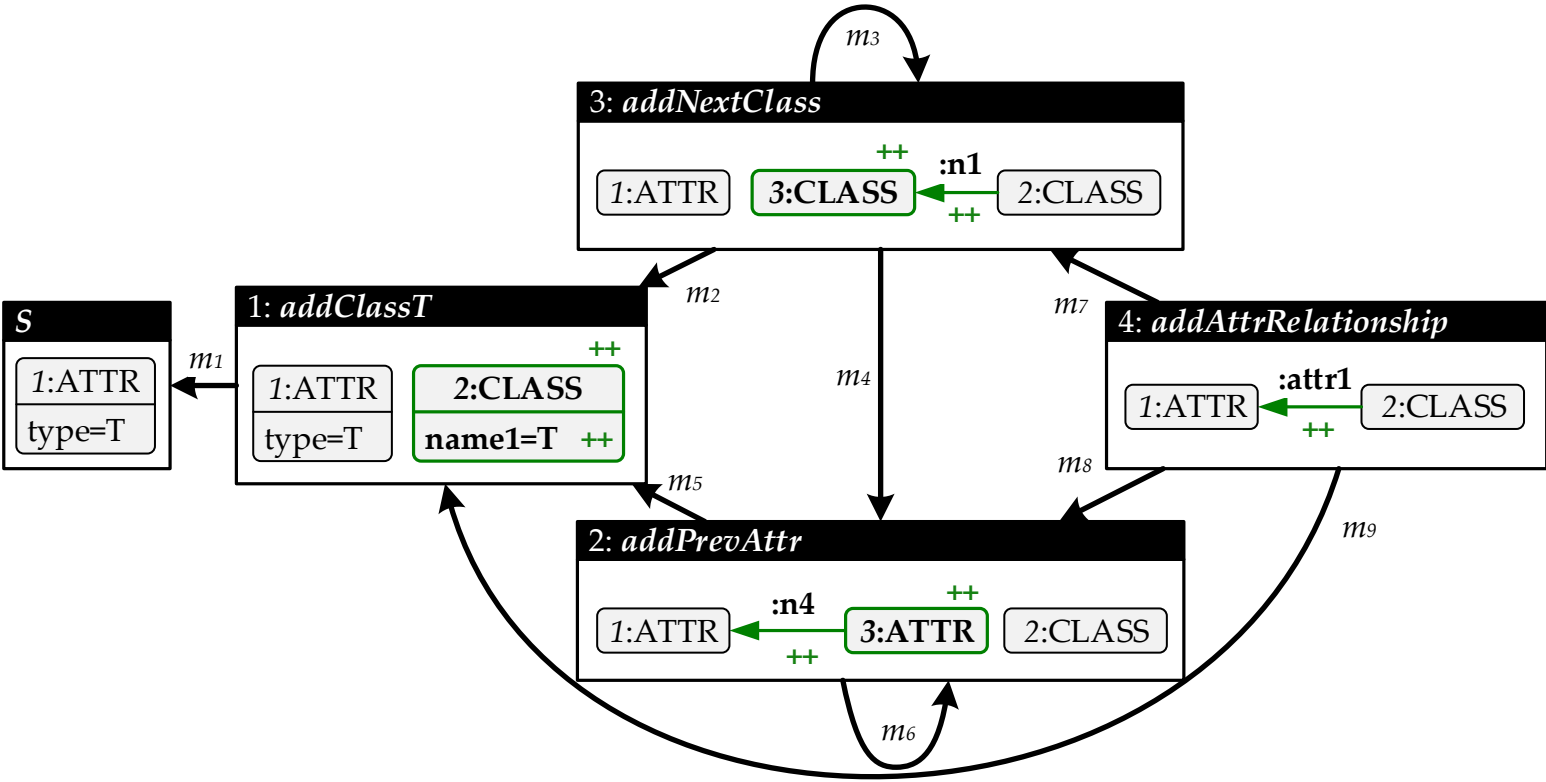 m3
3: addNextClass
++
:n1
1:ATTR
3:CLASS
2:CLASS
++
m2
m7
S
1: addClassT
4: addAttrRelationship
m1
++
1:ATTR
1:ATTR
2:CLASS
m4
:attr1
1:ATTR
2:CLASS
type=T
type=T
name1=T ++
++
m5
m8
2: addPrevAttr
m9
:n4
++
1:ATTR
3:ATTR
2:CLASS
++
m6